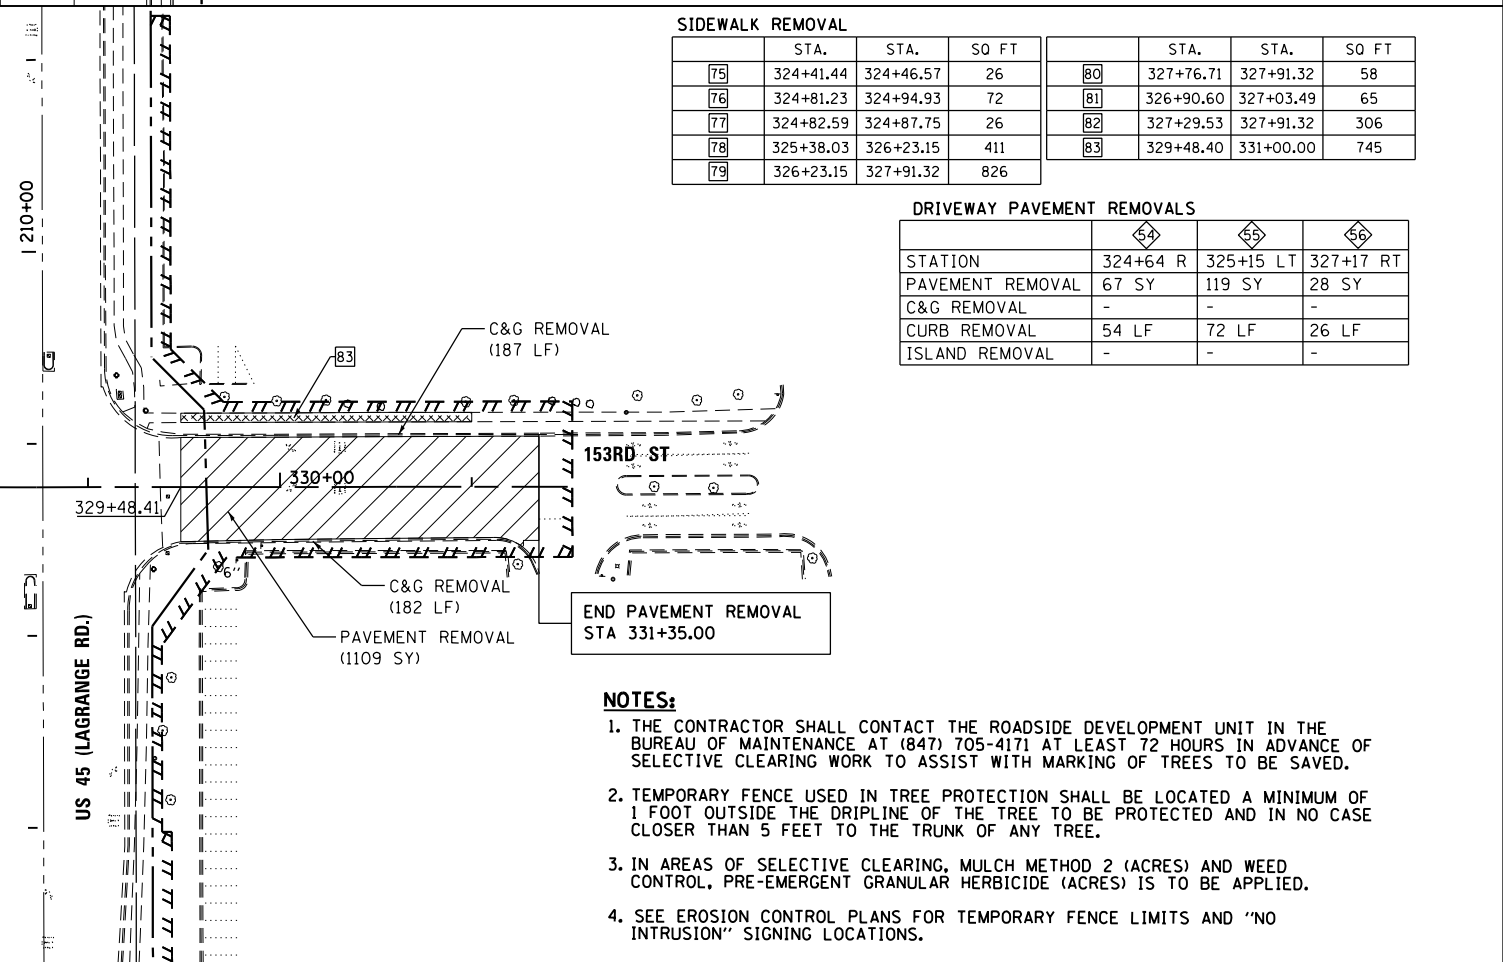 SIDEWALK REMOVAL
STA. STA. SQ FT
75 324+41.44 324+46.57 26
76 324+81.23 324+94.93 72
77 324+82.59 324+87.75 26
78 325+38.03 326+23.15 411
79 326+23.15 327+91.32 826
STA. STA. SQ FT
80 327+76.71 327+91.32 58
81 326+90.60 327+03.49 65
82 327+29.53 327+91.32 306
83 329+48.40 331+00.00 745
DRIVEWAY PAVEMENT REMOVALS
54 55 56
STATION 324+64 R 325+15 LT 327+17 RT
PAVEMENT REMOVAL 67 SY 119 SY 28 SY
C&G REMOVAL - - -
CURB REMOVAL 54 LF 72 LF 26 LF
ISLAND REMOVAL - - -
210+00
C&G REMOVAL
(187 LF)
83
153RD ST
330+00
329+48.41
6"
C&G REMOVAL
(182 LF)
PAVEMENT REMOVAL
(1109 SY)
END PAVEMENT REMOVAL
STA 331+35.00
US 45 (LAGRANGE RD.)
NOTES:
1. THE CONTRACTOR SHALL CONTACT THE ROADSIDE DEVELOPMENT UNIT IN THE
BUREAU OF MAINTENANCE AT (847) 705-4171 AT LEAST 72 HOURS IN ADVANCE OF
SELECTIVE CLEARING WORK TO ASSIST WITH MARKING OF TREES TO BE SAVED.
2. TEMPORARY FENCE USED IN TREE PROTECTION SHALL BE LOCATED A MINIMUM OF
1 FOOT OUTSIDE THE DRIPLINE OF THE TREE TO BE PROTECTED AND IN NO CASE
CLOSER THAN 5 FEET TO THE TRUNK OF ANY TREE.
3. IN AREAS OF SELECTIVE CLEARING, MULCH METHOD 2 (ACRES) AND WEED
CONTROL, PRE-EMERGENT GRANULAR HERBICIDE (ACRES) IS TO BE APPLIED.
4. SEE EROSION CONTROL PLANS FOR TEMPORARY FENCE LIMITS AND "NO
INTRUSION" SIGNING LOCATIONS.